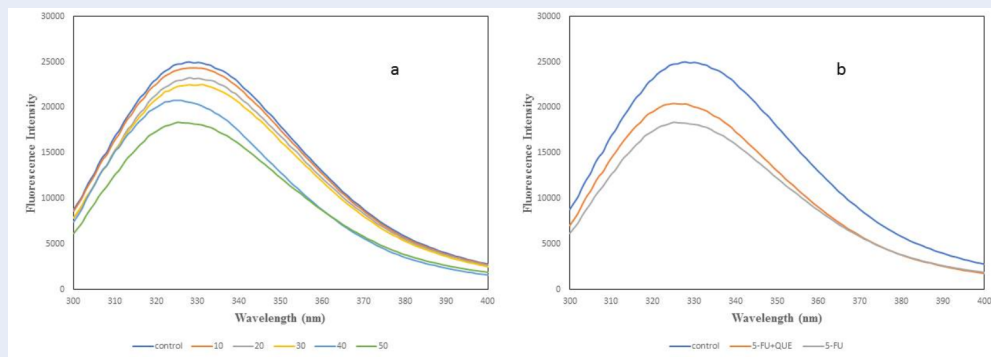 30000
25000
20000
15000
10000
5000
0
Fluorescence Intensity
a
300 310 320 330 340 350 360 370 380 390 400
Wavelength (nm)
control 10 20 30 40 50
30000
25000
20000
15000
10000
5000
0
Fluorescence Intensity
b
300 310 320 330 340 350 360 370 380 390 400
Wavelength (nm)
control 5-FU+QUE 5-FU